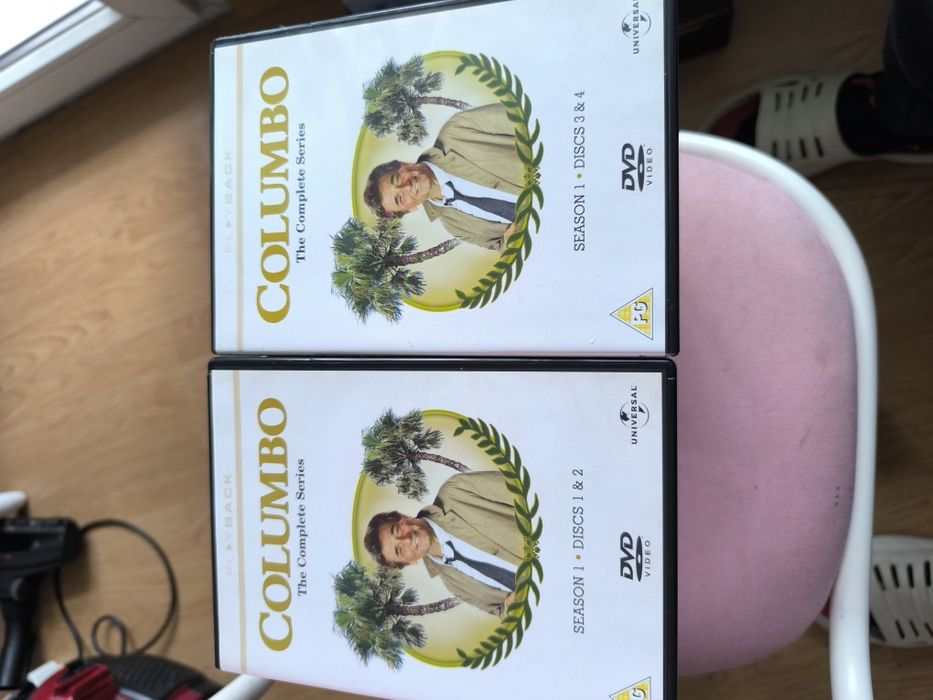 PLAYBACK
COLUMBO
The Complete Series
SEASON 1 • DISCS 1 & 2
DVD
VIDEO
UNIVERSAL
PLAYBACK
COLUMBO
The Complete Series
SEASON 1 • DISCS 3 & 4
PG
DVD
VIDEO
UNIVERSAL